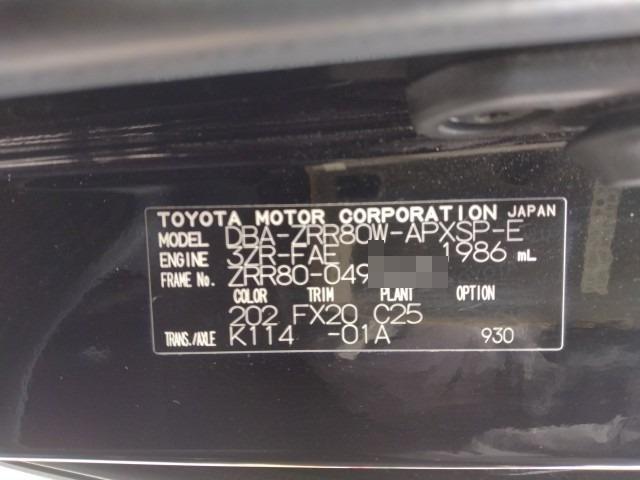 TOYOTA MOTOR CORPORATION JAPAN
MODEL DBA-ZRR80W-APXSP-E
ENGINE 3ZR-FAE 1986 mL
FRAME No. ZRR80-049
COLOR TRIM PLANT OPTION
202 FX20 C25
TRANS./AXLE K114 -01A 930